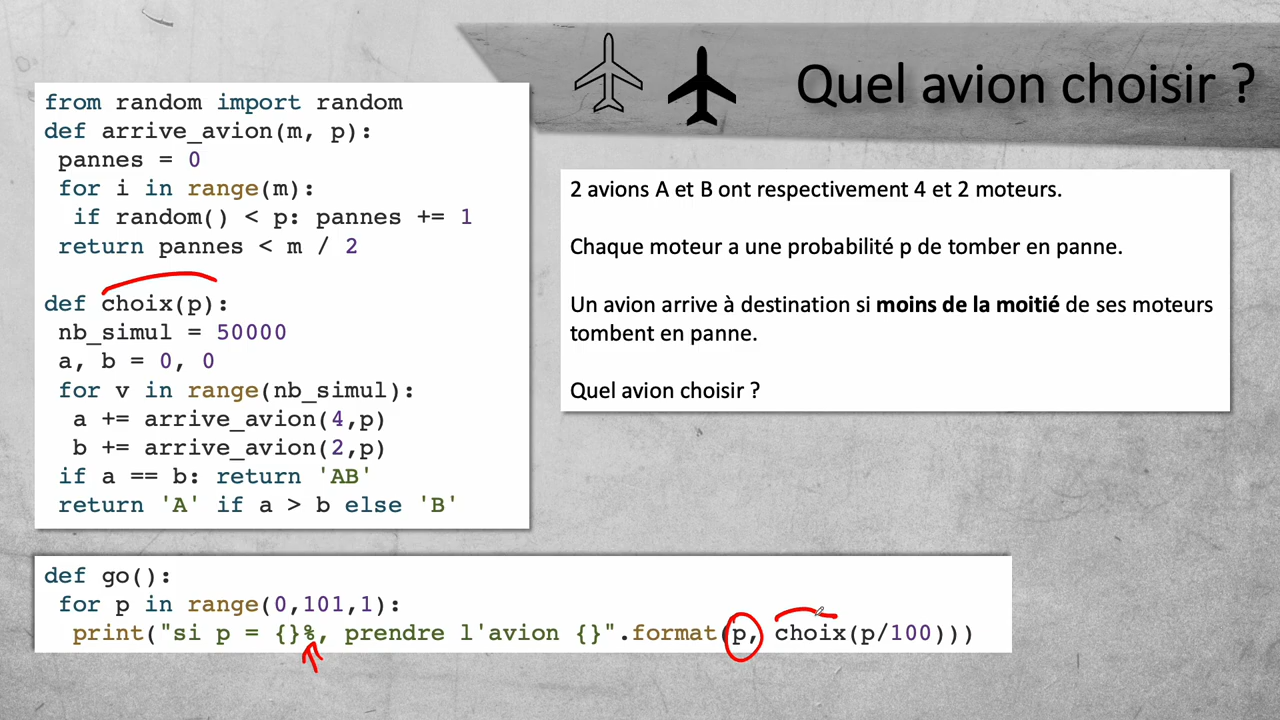 Quel avion choisir ?
from random import random
def arrive_avion(m, p):
 pannes = 0
 for i in range(m):
  if random() < p: pannes += 1
 return pannes < m / 2
def choix(p):
 nb_simul = 50000
 a, b = 0, 0
 for v in range(nb_simul):
  a += arrive_avion(4,p)
  b += arrive_avion(2,p)
 if a == b: return 'AB'
 return 'A' if a > b else 'B'
2 avions A et B ont respectivement 4 et 2 moteurs.
Chaque moteur a une probabilité p de tomber en panne.
Un avion arrive à destination si moins de la moitié de ses moteurs
tombent en panne.
Quel avion choisir ?
def go():
 for p in range(0,101,1):
  print("si p = {}%, prendre l'avion {}".format(p, choix(p/100)))